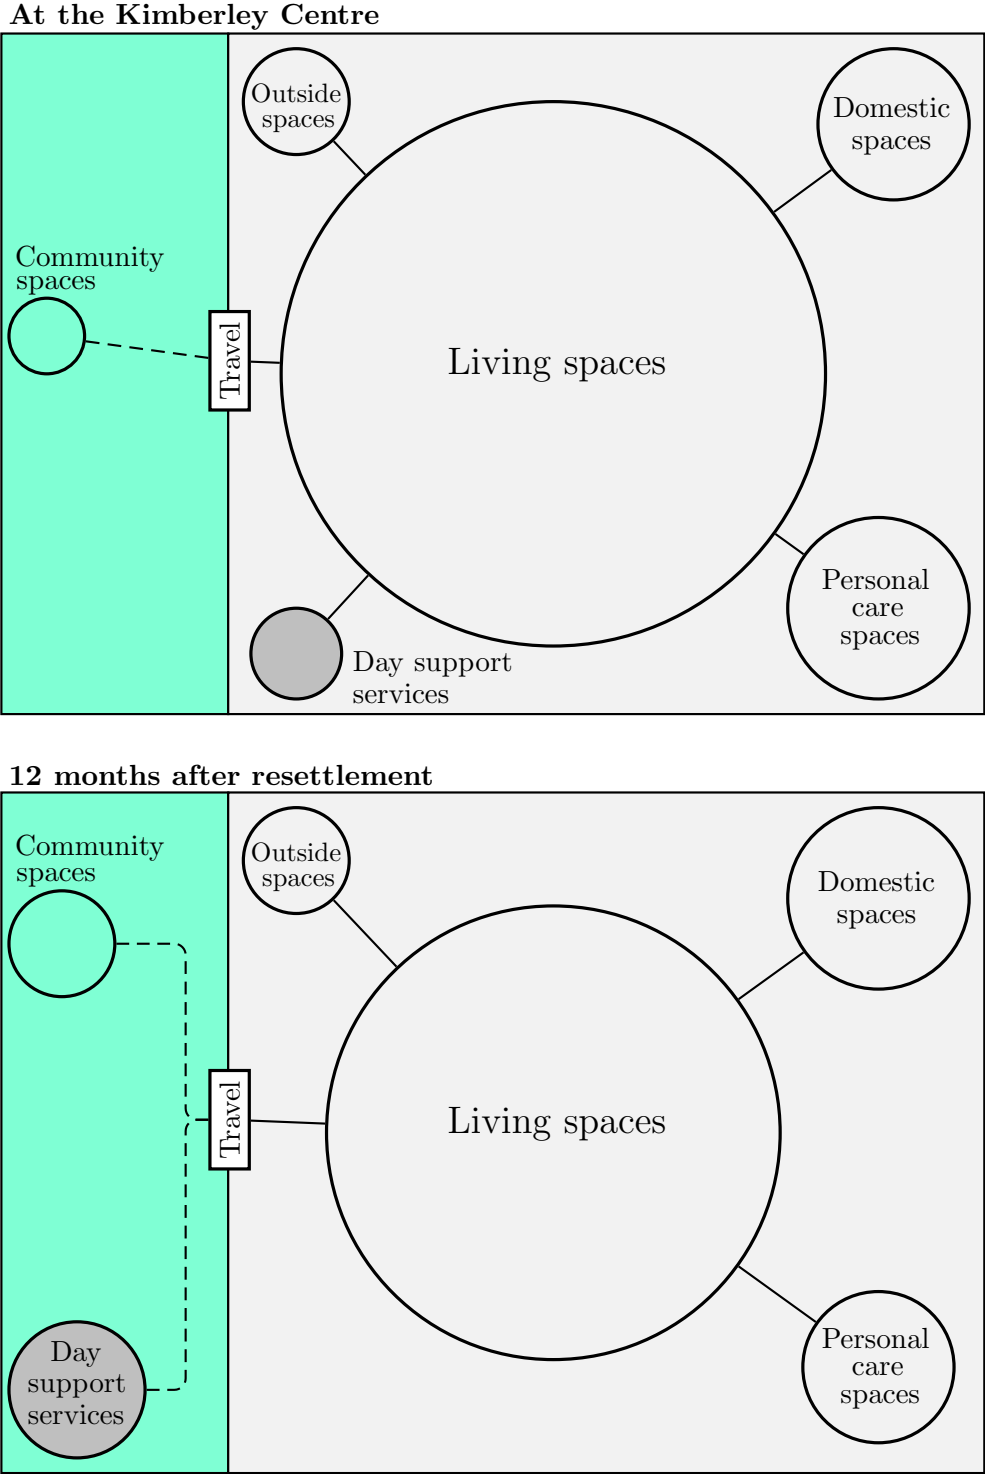 At the Kimberley Centre
Outside
spaces
Domestic
spaces
Community
spaces
Travel
Living spaces
Personal
care
spaces
Day support
services
12 months after resettlement
Community
spaces
Outside
spaces
Domestic
spaces
Travel
Living spaces
Day
support
services
Personal
care
spaces